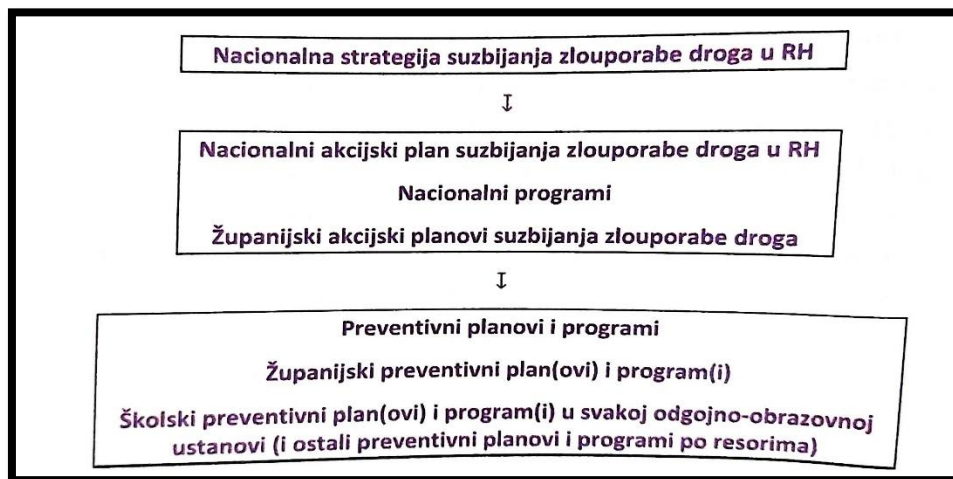 Nacionalna strategija suzbijanja zlouporabe droga u RH
↧
Nacionalni akcijski plan suzbijanja zlouporabe droga u RH
Nacionalni programi
Županijski akcijski planovi suzbijanja zlouporabe droga
↧
Preventivni planovi i programi
Županijski preventivni plan(ovi) i program(i)
Školski preventivni plan(ovi) i program(i) u svakoj odgojno-obrazovnoj
ustanovi (i ostali preventivni planovi i programi po resorima)